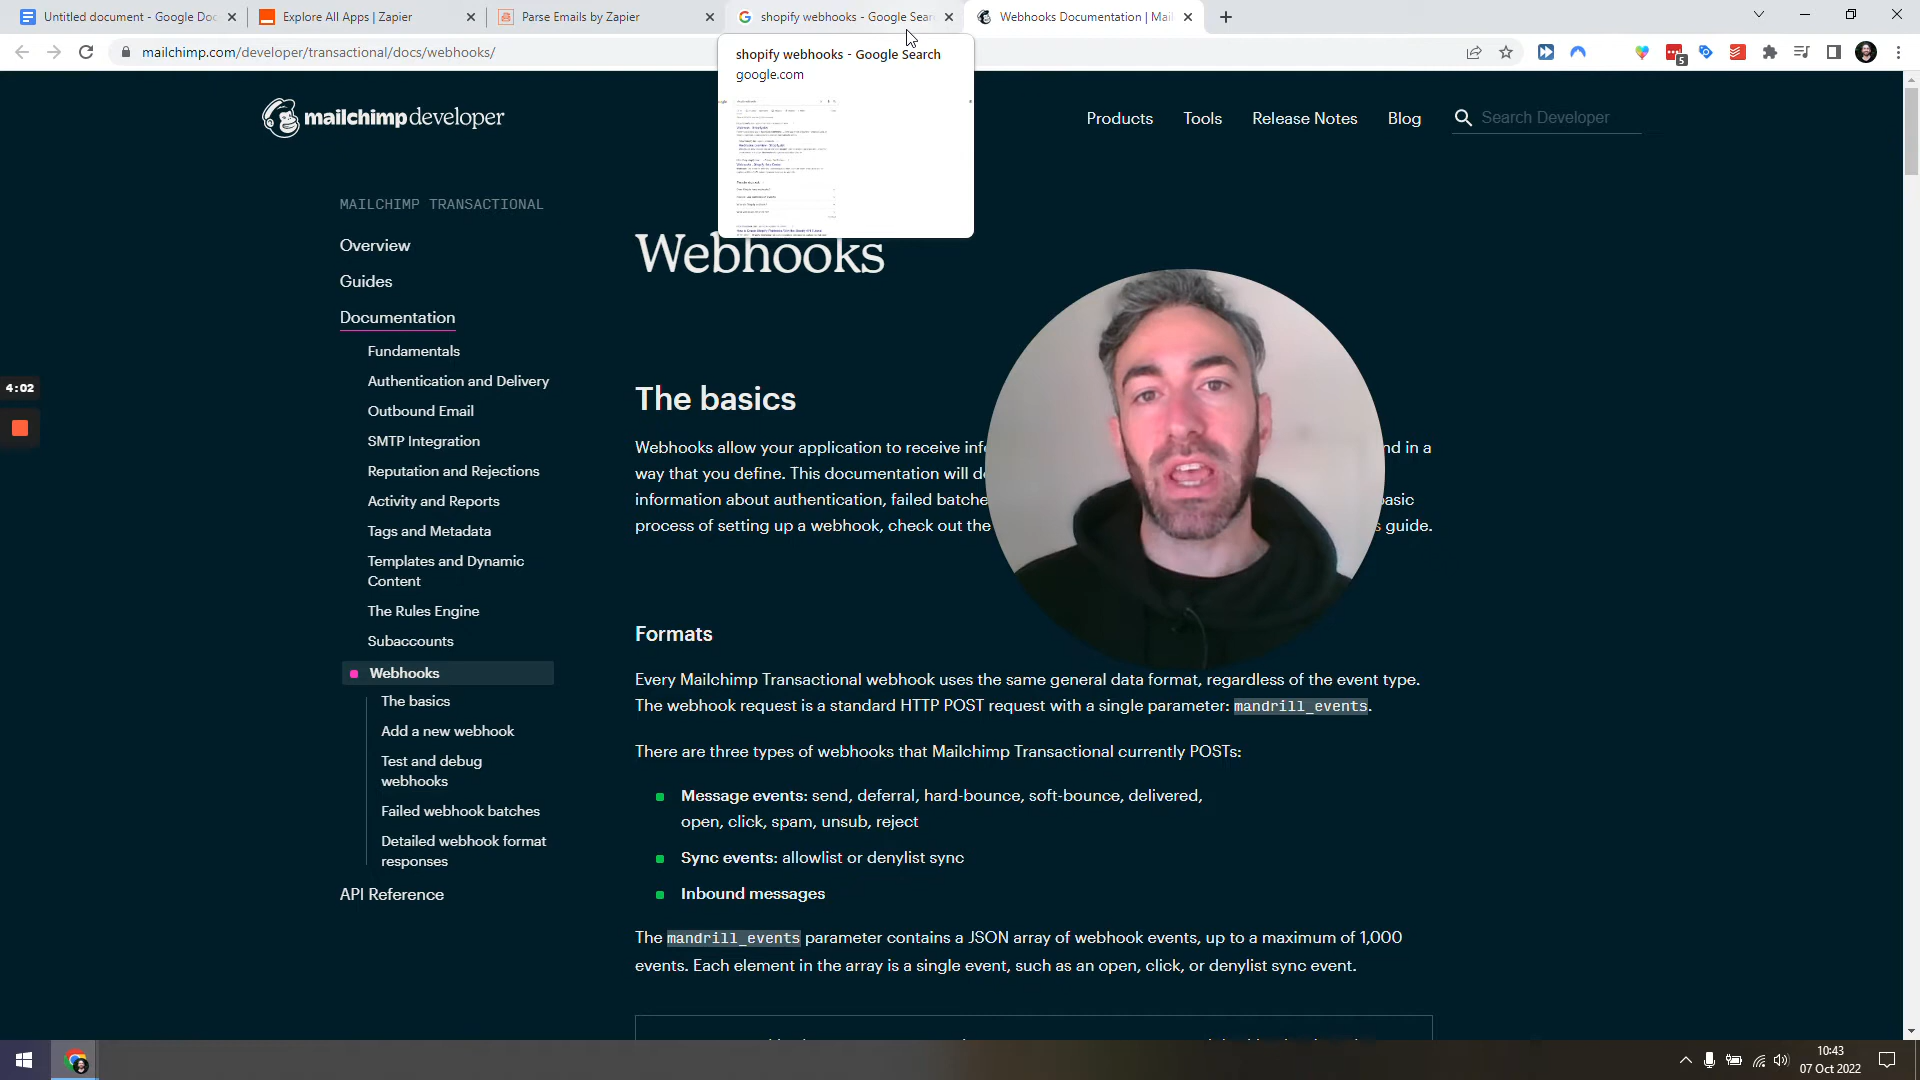 Untitled document - Google Doc
Explore All Apps | Zapier
Parse Emails by Zapier
shopify webhooks - Google Sear
Webhooks Documentation | Mai
mailchimp.com/developer/transactional/docs/webhooks/
5
shopify webhooks - Google Search
google.com
mailchimp developer
Products
Tools
Release Notes
Blog
Search Developer
MAILCHIMP TRANSACTIONAL
Overview
Guides
Documentation
Fundamentals
Authentication and Delivery
Outbound Email
SMTP Integration
Reputation and Rejections
Activity and Reports
Tags and Metadata
Templates and Dynamic
Content
The Rules Engine
Subaccounts
Webhooks
The basics
Add a new webhook
Test and debug
webhooks
Failed webhook batches
Detailed webhook format
responses
API Reference
4:02
Webhooks
The basics
Webhooks allow your application to receive inf nd in a
way that you define. This documentation will d
information about authentication, failed batche asic
process of setting up a webhook, check out the s guide.
Formats
Every Mailchimp Transactional webhook uses the same general data format, regardless of the event type.
The webhook request is a standard HTTP POST request with a single parameter: mandrill_events.
There are three types of webhooks that Mailchimp Transactional currently POSTs:
Message events: send, deferral, hard-bounce, soft-bounce, delivered,
open, click, spam, unsub, reject
Sync events: allowlist or denylist sync
Inbound messages
The mandrill_events parameter contains a JSON array of webhook events, up to a maximum of 1,000
events. Each element in the array is a single event, such as an open, click, or denylist sync event.
10:43
07 Oct 2022